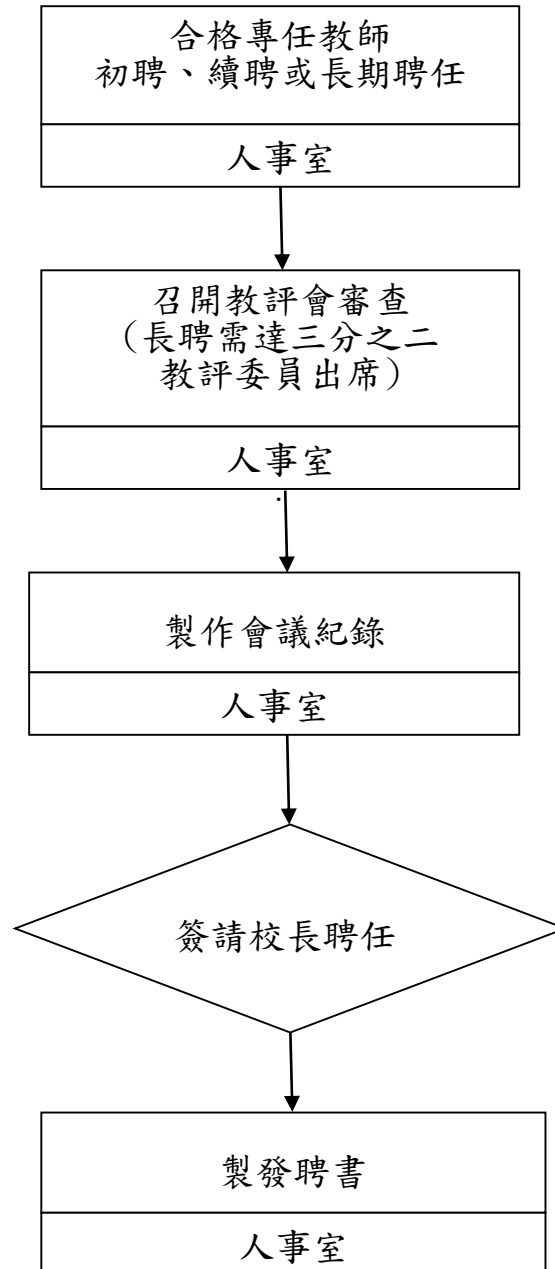 合格專任教師
初聘、續聘或長期聘任
人事室
召開教評會審查
（長聘需達三分之二
教評委員出席）
人事室
製作會議紀錄
人事室
簽請校長聘任
製發聘書
人事室